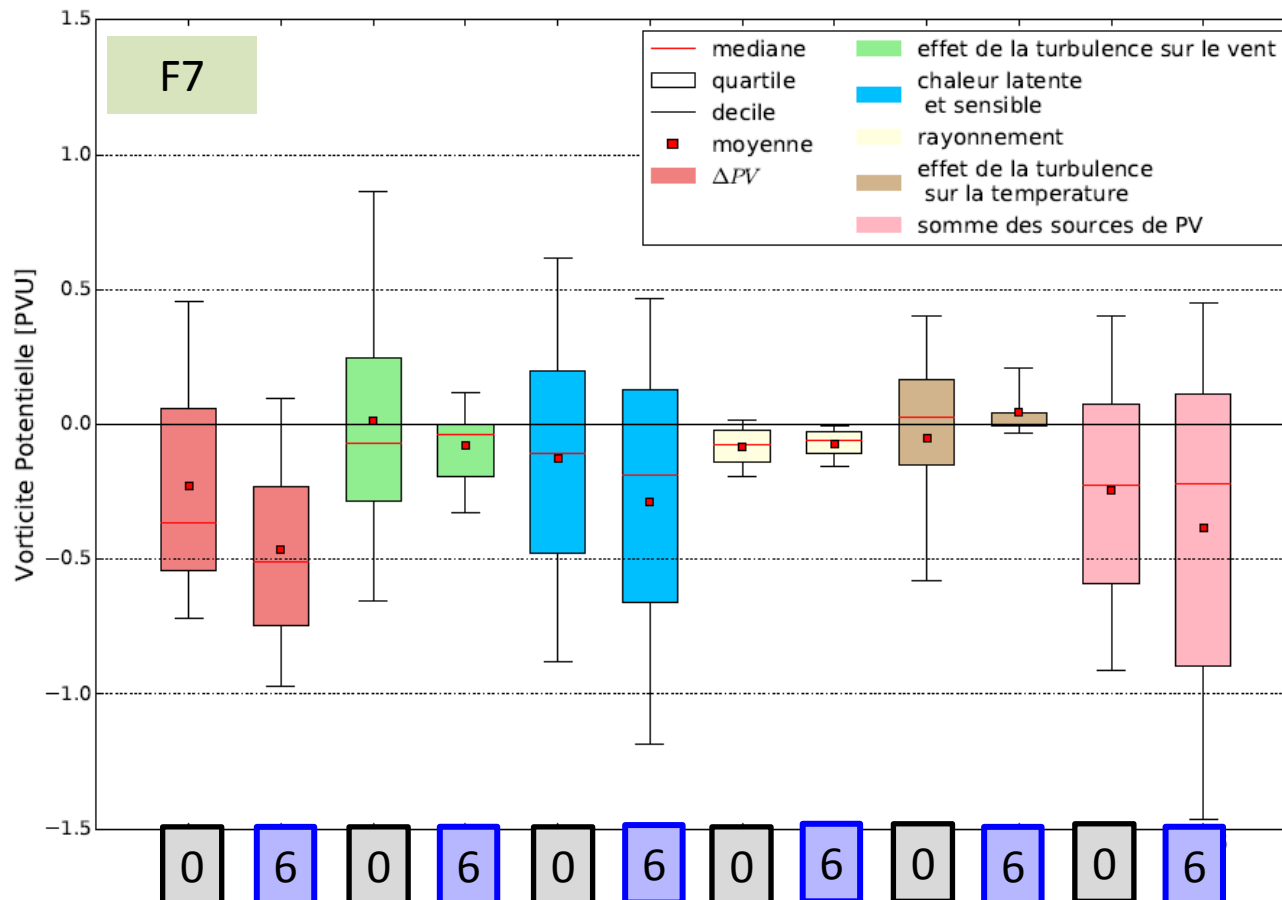 F7
mediane
quartile
decile
moyenne
ΔPV
effet de la turbulence sur le vent
chaleur latente
et sensible
rayonnement
effet de la turbulence
sur la temperature
somme des sources de PV
Vorticite Potentielle [PVU]
1.5
1.0
0.5
0.0
−0.5
−1.0
−1.5
0 6 0 6 0 6 0 6 0 6 0 6